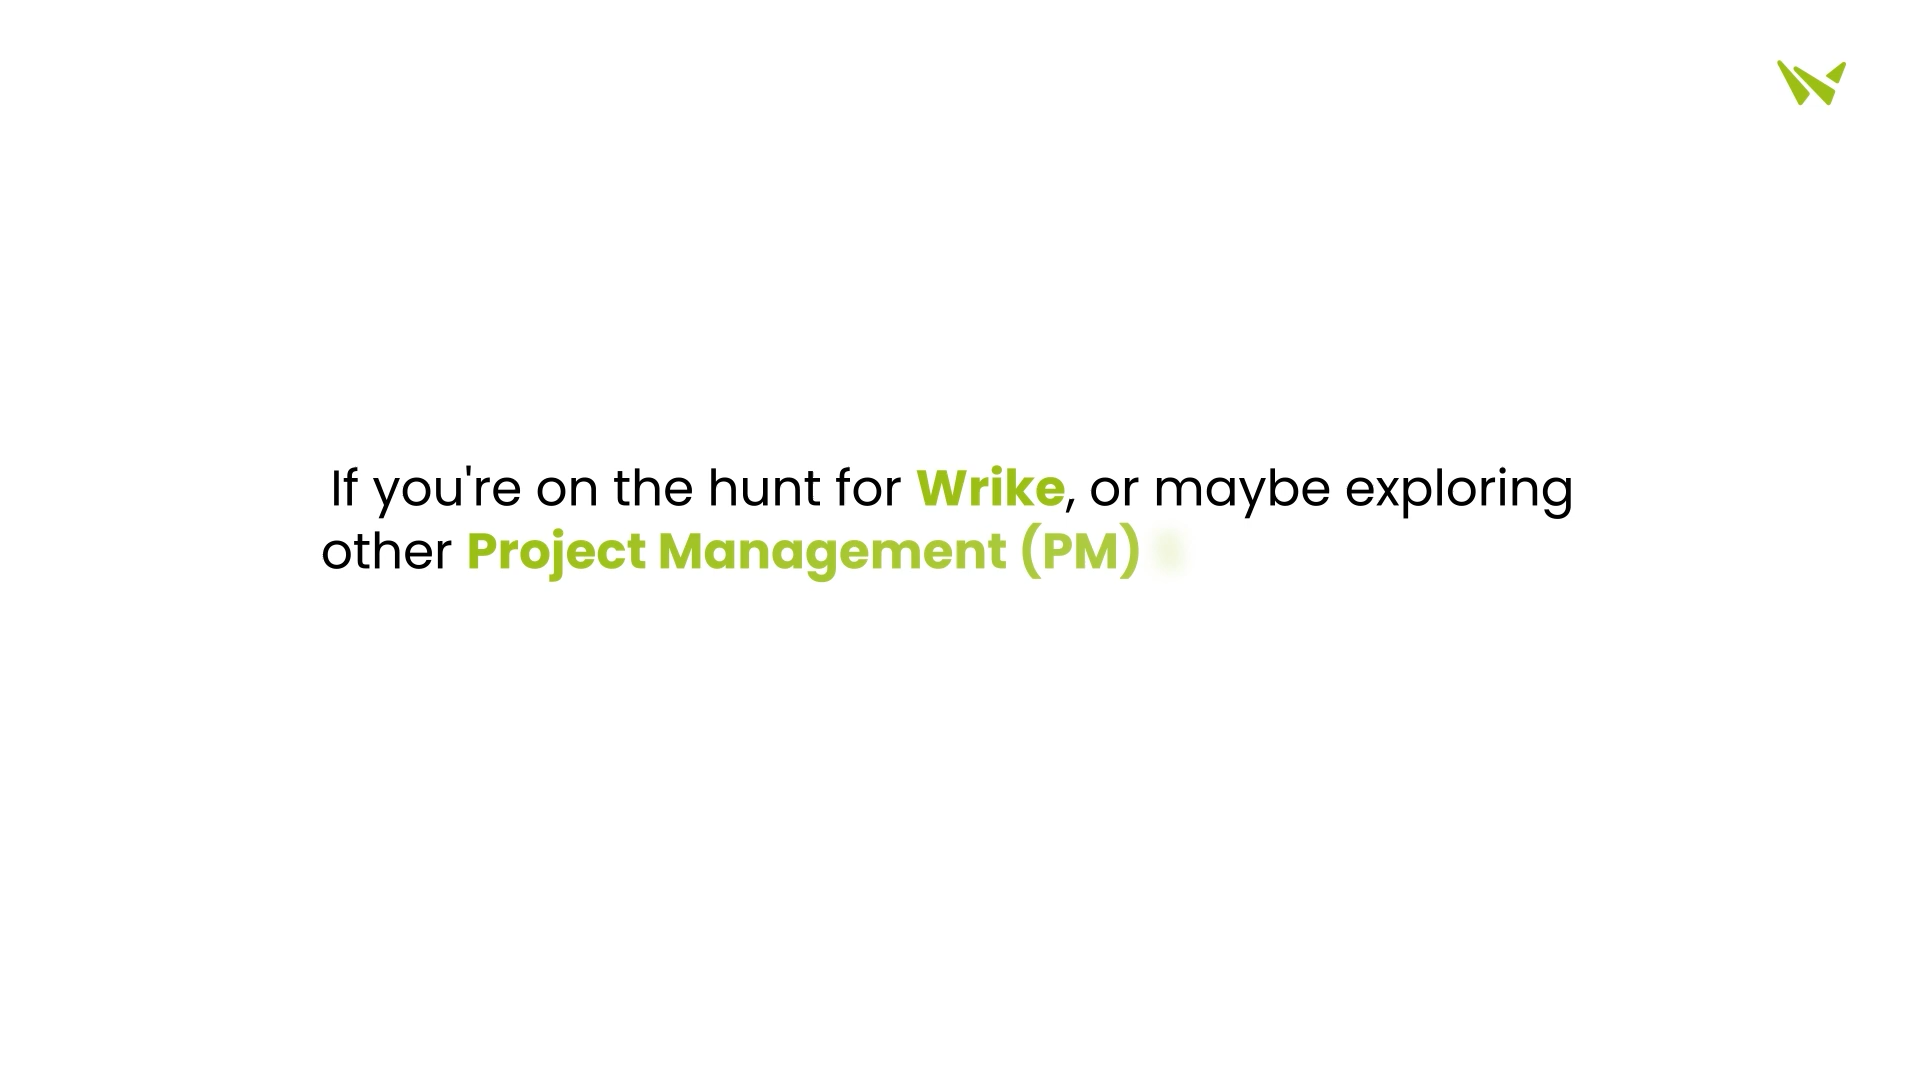 If you're on the hunt for Wrike, or maybe exploring
other Project Management (PM)